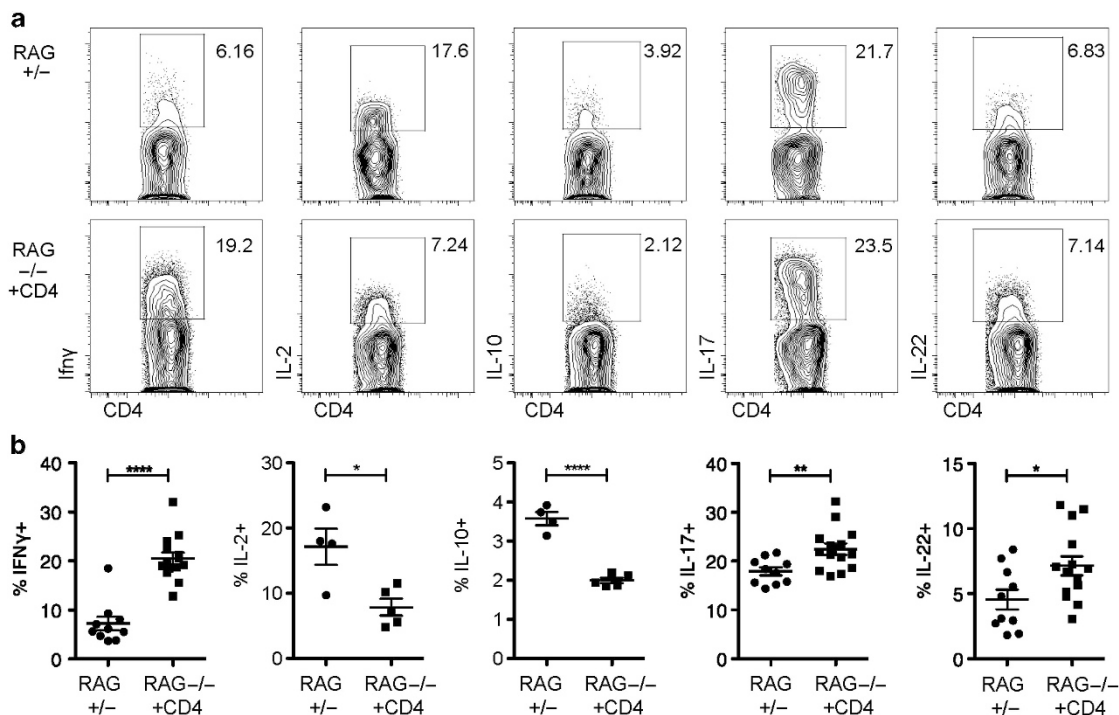 a
RAG
+/−
6.16
17.6
3.92
21.7
6.83
RAG
−/−
+CD4
19.2
7.24
2.12
23.5
7.14
Ifnγ
IL-2
IL-10
IL-17
IL-22
CD4
CD4
CD4
CD4
CD4
b
% IFNγ+
40
30
20
10
0
****
RAG
+/−
RAG−/−
+CD4
% IL-2+
30
20
10
0
*
RAG
+/−
RAG−/−
+CD4
% IL-10+
5
4
3
2
1
0
****
RAG
+/−
RAG−/−
+CD4
% IL-17+
40
30
20
10
0
**
RAG
+/−
RAG−/−
+CD4
% IL-22+
15
10
5
0
*
RAG
+/−
RAG−/−
+CD4